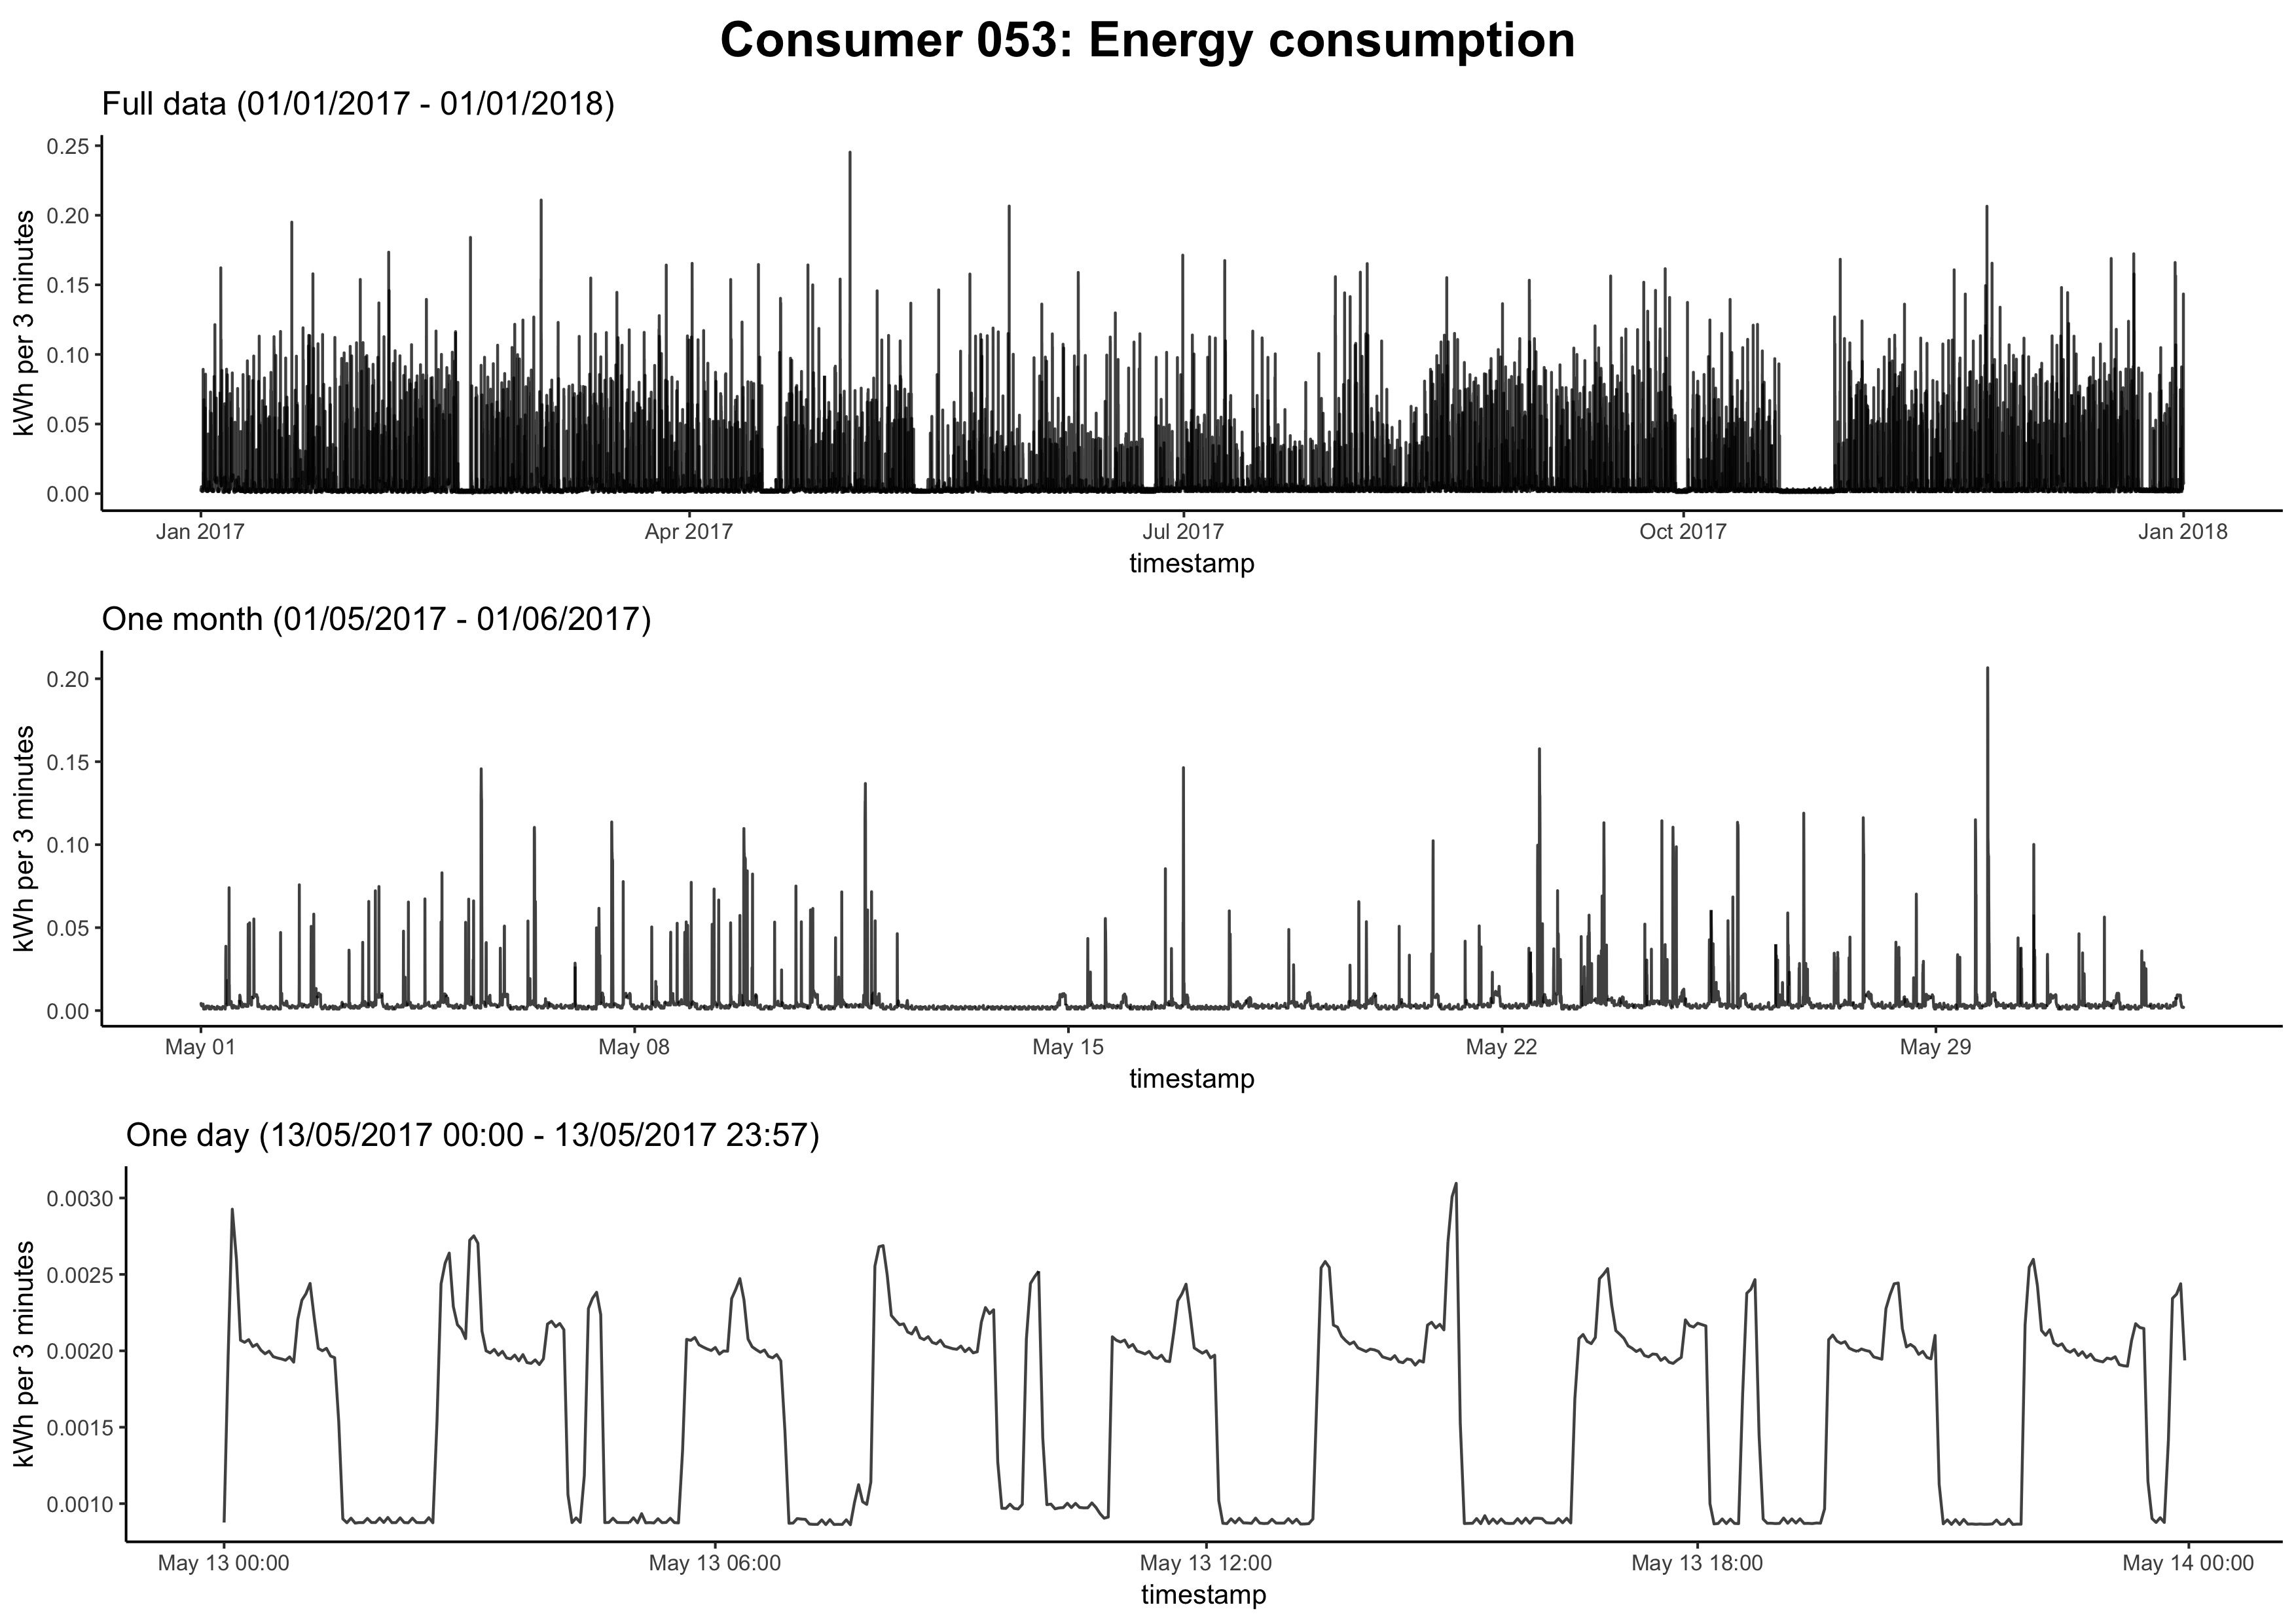 Consumer 053: Energy consumption
Full data (01/01/2017 - 01/01/2018)
kWh per 3 minutes
0.25
0.20
0.15
0.10
0.05
0.00
Jan 2017 Apr 2017 Jul 2017 Oct 2017 Jan 2018
timestamp
One month (01/05/2017 - 01/06/2017)
kWh per 3 minutes
0.20
0.15
0.10
0.05
0.00
May 01 May 08 May 15 May 22 May 29
timestamp
One day (13/05/2017 00:00 - 13/05/2017 23:57)
kWh per 3 minutes
0.0030
0.0025
0.0020
0.0015
0.0010
May 13 00:00 May 13 06:00 May 13 12:00 May 13 18:00 May 14 00:00
timestamp